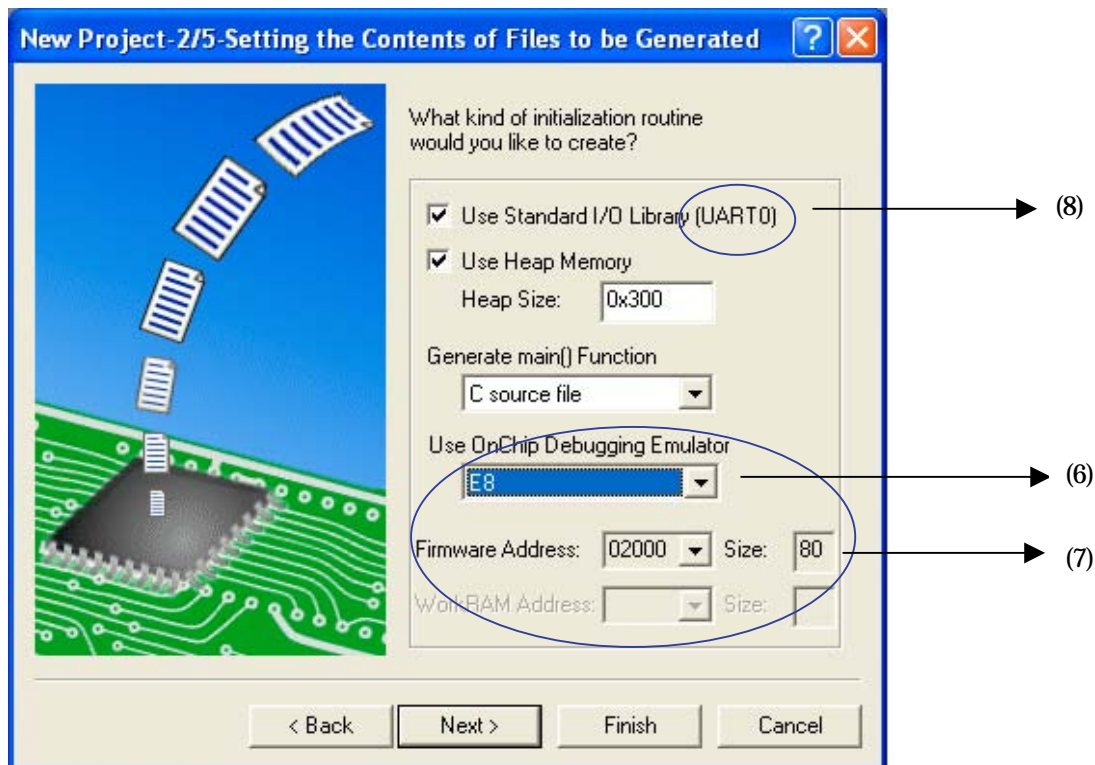 New Project-2/5-Setting the Contents of Files to be Generated
What kind of initialization routine
would you like to create?
Use Standard I/O Library (UART0)
(8)
Use Heap Memory
Heap Size: 0x300
Generate main() Function
C source file
Use OnChip Debugging Emulator
E8
(6)
Firmware Address: 02000 Size: 80
(7)
WorkRAM Address: Size:
< Back Next > Finish Cancel